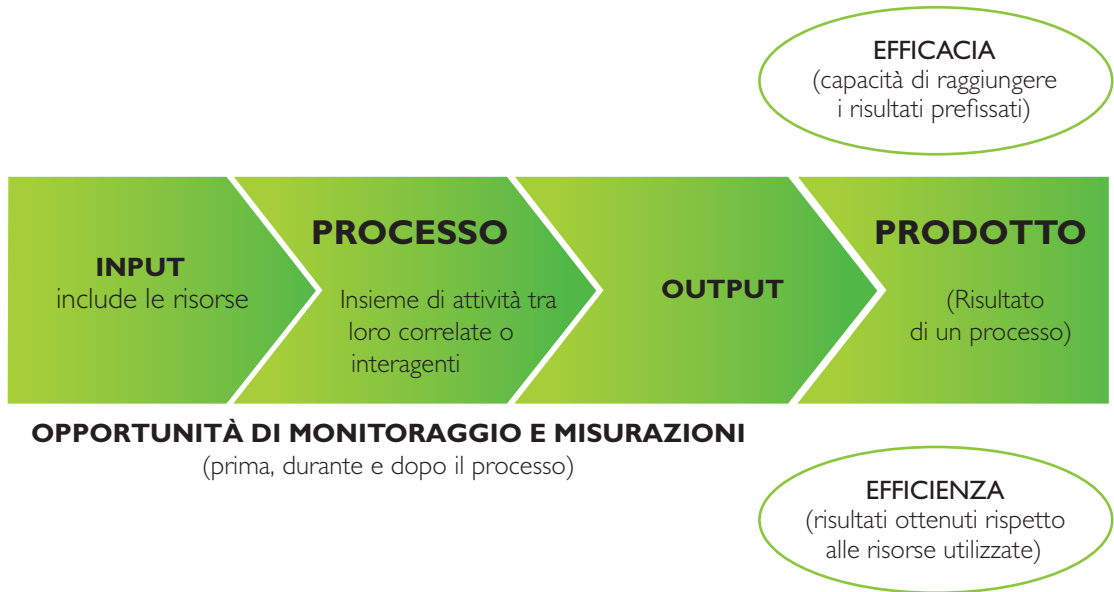 EFFICACIA
(capacità di raggiungere
i risultati prefissati)
INPUT
include le risorse
PROCESSO
Insieme di attività tra
loro correlate o
interagenti
OUTPUT
PRODOTTO
(Risultato
di un processo)
OPPORTUNITÀ DI MONITORAGGIO E MISURAZIONI
(prima, durante e dopo il processo)
EFFICIENZA
(risultati ottenuti rispetto
alle risorse utilizzate)